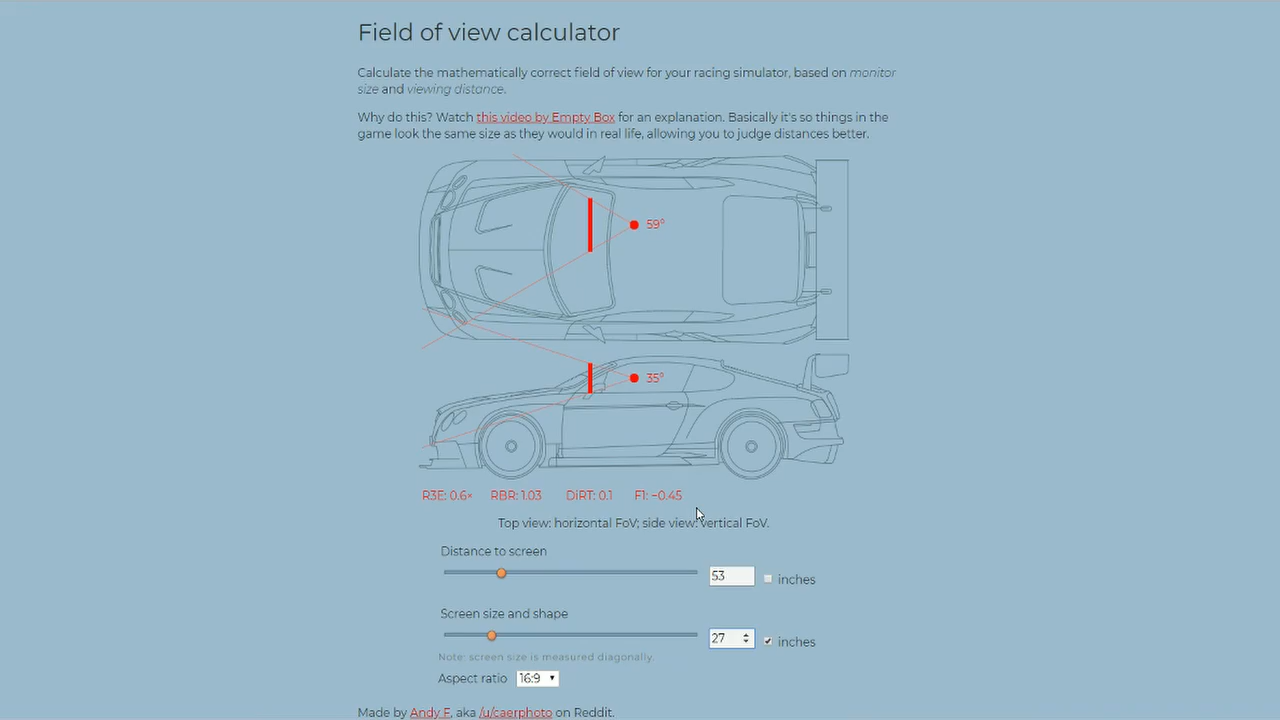 Field of view calculator
Calculate the mathematically correct field of view for your racing simulator, based on monitor
size and viewing distance.
Why do this? Watch this video by Empty Box for an explanation. Basically it's so things in the
game look the same size as they would in real life, allowing you to judge distances better.
59°
35°
R3E: 0.6× RBR: 1.03 DiRT: 0.1 F1: −0.45
Top view: horizontal FoV; side view: vertical FoV.
Distance to screen
53 inches
Screen size and shape
27 inches
Note: screen size is measured diagonally.
Aspect ratio 16:9
Made by Andy F, aka /u/caerphoto on Reddit.